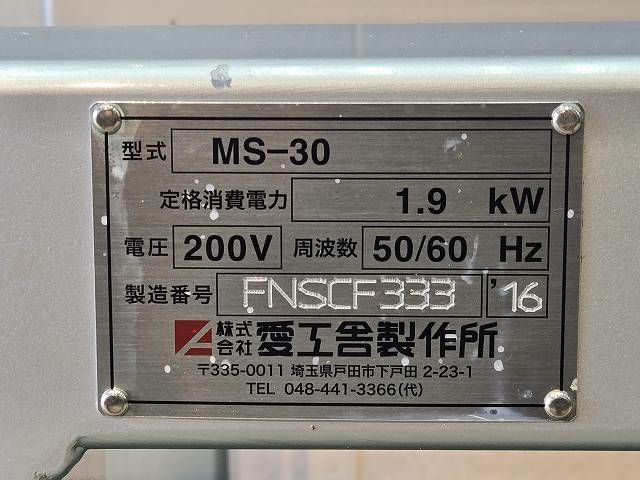 型式 MS-30
定格消費電力 1.9 kW
電圧 200V 周波数 50/60 Hz
製造番号 FNSCF333 '16
株式会社 愛工舎製作所
〒335-0011 埼玉県戸田市下戸田 2-23-1
TEL 048-441-3366(代)